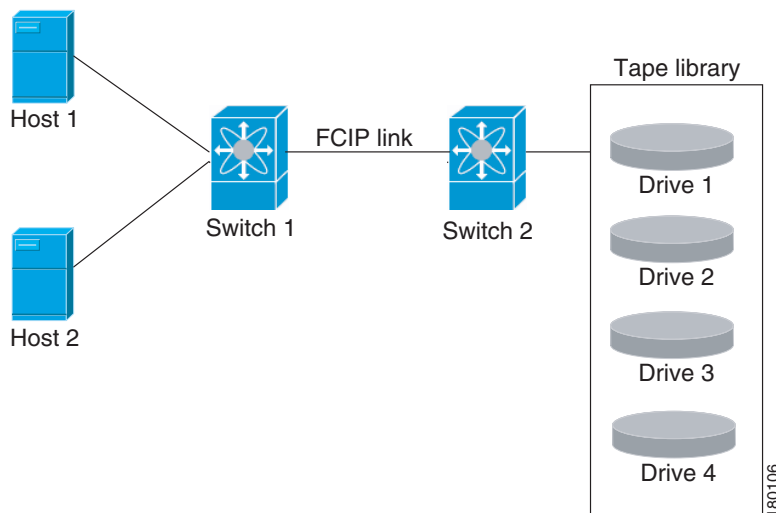 Tape library
Host 1
FCIP link
Drive 1
Switch 1
Switch 2
Drive 2
Host 2
Drive 3
Drive 4
180106